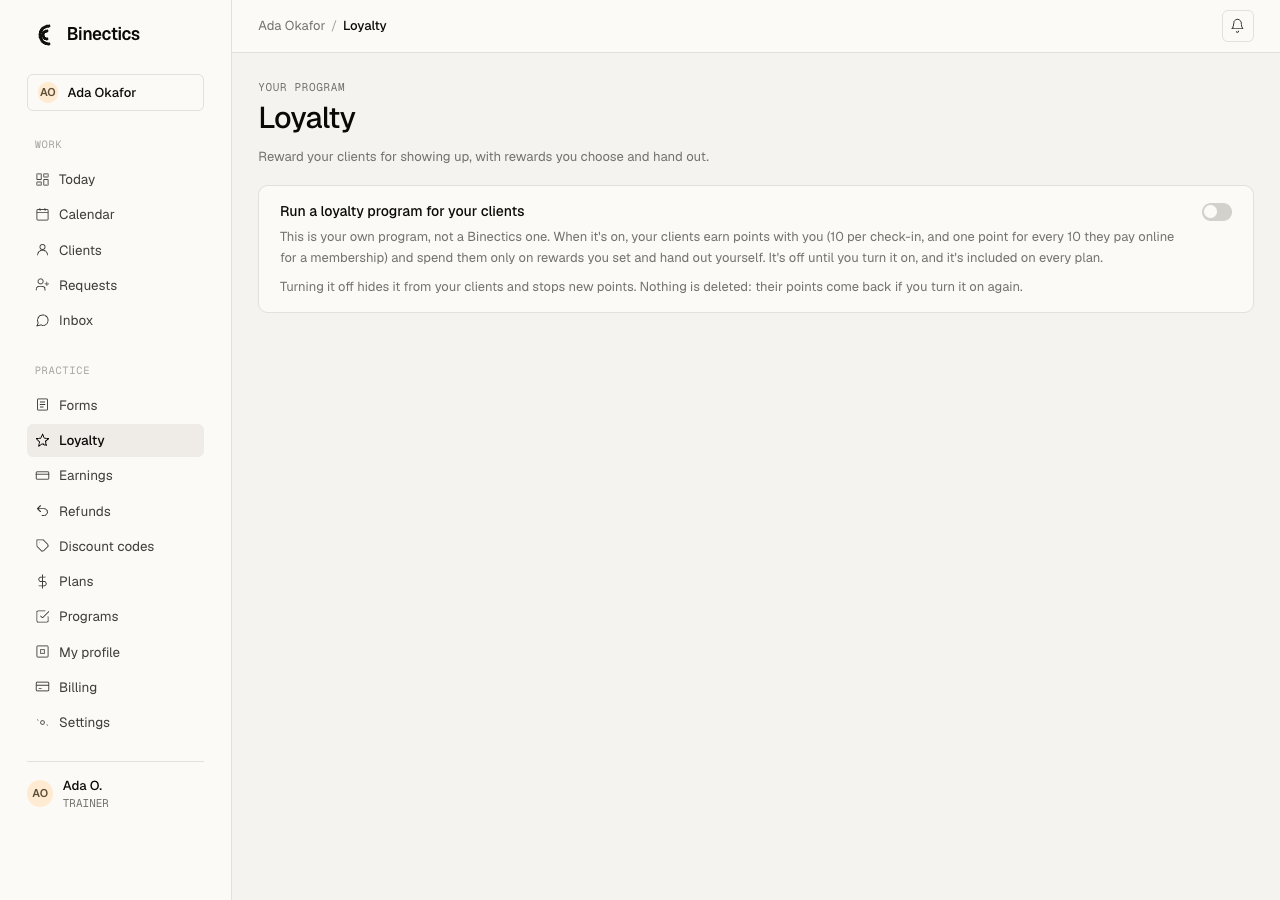 Binectics
AO Ada Okafor
WORK
Today
Calendar
Clients
Requests
Inbox
PRACTICE
Forms
Loyalty
Earnings
Refunds
Discount codes
Plans
Programs
My profile
Billing
Settings
AO Ada O.
TRAINER
Ada Okafor / Loyalty
YOUR PROGRAM
Loyalty
Reward your clients for showing up, with rewards you choose and hand out.
Run a loyalty program for your clients
This is your own program, not a Binectics one. When it's on, your clients earn points with you (10 per check-in, and one point for every 10 they pay online
for a membership) and spend them only on rewards you set and hand out yourself. It's off until you turn it on, and it's included on every plan.
Turning it off hides it from your clients and stops new points. Nothing is deleted: their points come back if you turn it on again.